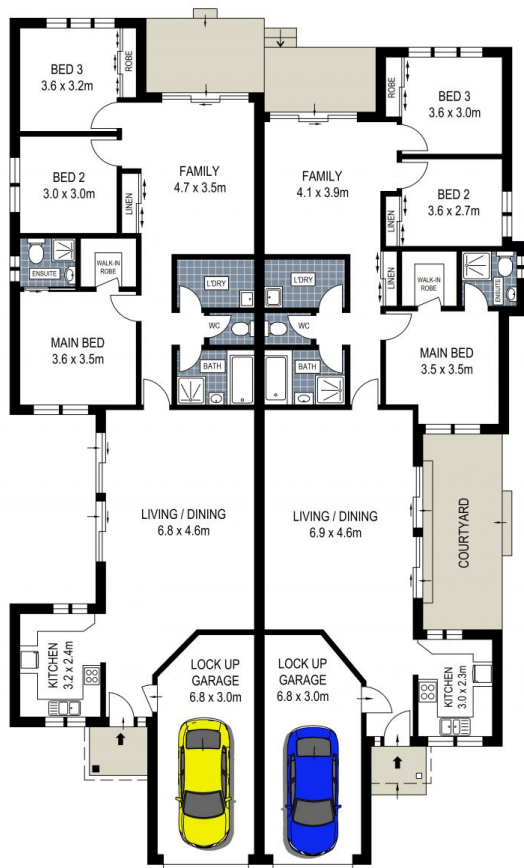 BED 3
3.6 x 3.2m
ROBE
BED 2
3.0 x 3.0m
LINEN
FAMILY
4.7 x 3.5m
ENSUITE
WALK-IN
ROBE
L'DRY
WC
BATH
MAIN BED
3.6 x 3.5m
LIVING / DINING
6.8 x 4.6m
KITCHEN
3.2 x 2.4m
LOCK UP
GARAGE
6.8 x 3.0m
ROBE
BED 3
3.6 x 3.0m
FAMILY
4.1 x 3.9m
BED 2
3.6 x 2.7m
LINEN
LINEN
WALK-IN
ROBE
ENSUITE
L'DRY
WC
BATH
MAIN BED
3.5 x 3.5m
LIVING / DINING
6.9 x 4.6m
COURTYARD
KITCHEN
3.0 x 2.3m
LOCK UP
GARAGE
6.8 x 3.0m